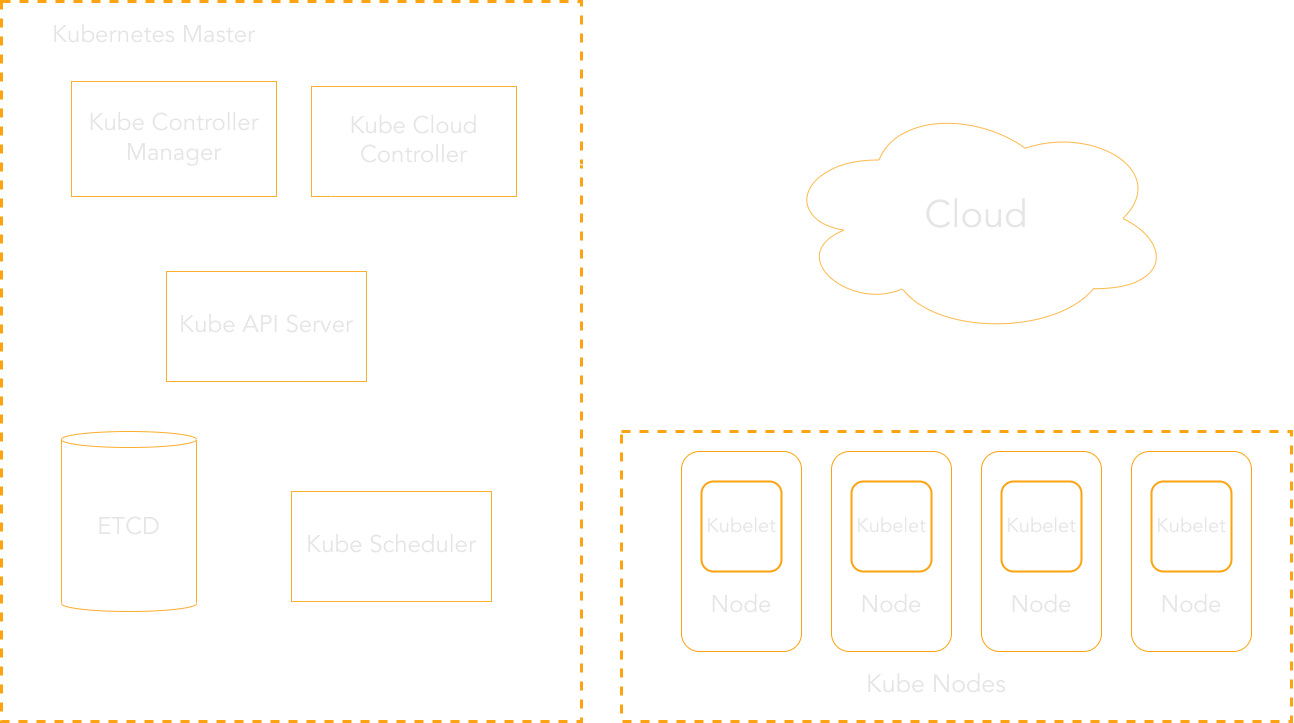 Kubernetes Master
Kube Controller
Manager
Kube Cloud
Controller
Cloud
Kube API Server
ETCD
Kube Scheduler
Kubelet
Kubelet
Kubelet
Kubelet
Node
Node
Node
Node
Kube Nodes